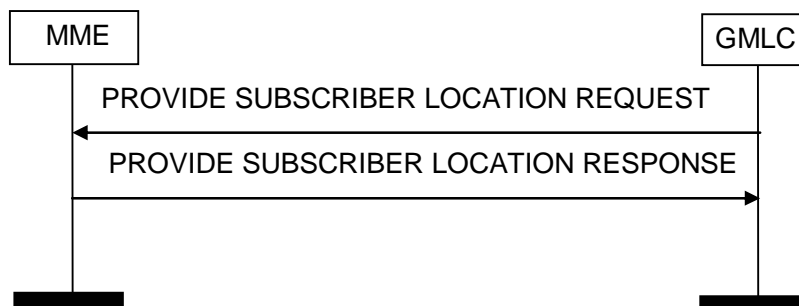 MME
GMLC
PROVIDE SUBSCRIBER LOCATION REQUEST
PROVIDE SUBSCRIBER LOCATION RESPONSE